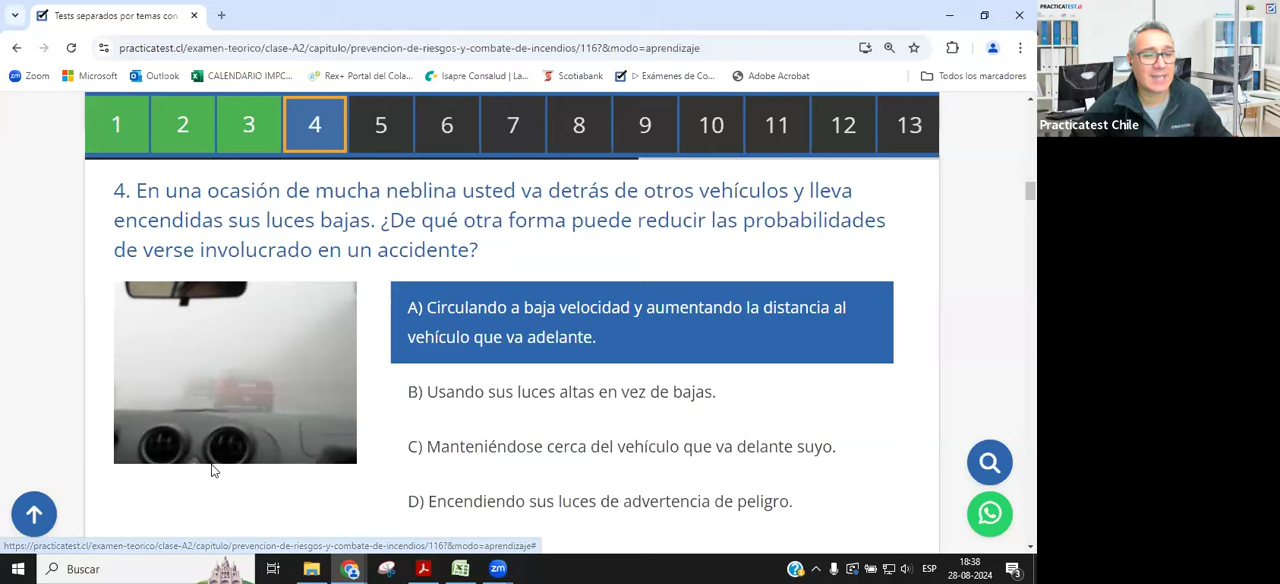 Tests separados por temas con
practicatest.cl/examen-teorico/clase-A2/capitulo/prevencion-de-riesgos-y-combate-de-incendios/116?&modo=aprendizaje
Zoom
Microsoft
Outlook
CALENDARIO IMPC...
Rex+ Portal del Cola...
Isapre Consalud | La...
Scotiabank
Exámenes de Co...
Adobe Acrobat
Todos los marcadores
PRACTICATEST.cl
Practicatest Chile
1 2 3 4 5 6 7 8 9 10 11 12 13
4. En una ocasión de mucha neblina usted va detrás de otros vehículos y lleva
encendidas sus luces bajas. ¿De qué otra forma puede reducir las probabilidades
de verse involucrado en un accidente?
A) Circulando a baja velocidad y aumentando la distancia al
vehículo que va adelante.
B) Usando sus luces altas en vez de bajas.
C) Manteniéndose cerca del vehículo que va delante suyo.
D) Encendiendo sus luces de advertencia de peligro.
https://practicatest.cl/examen-teorico/clase-A2/capitulo/prevencion-de-riesgos-y-combate-de-incendios/116?&modo=aprendizaje#
Buscar
zm
ESP
18:38
28-08-2024
3